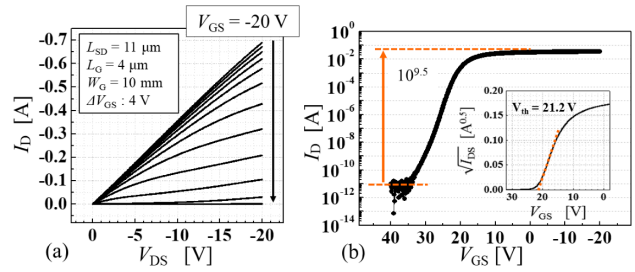 V_GS = -20 V
L_SD = 11 μm
L_G = 4 μm
W_G = 10 mm
ΔV_GS : 4 V
-0.7
-0.6
-0.5
-0.4
-0.3
-0.2
-0.1
0.0
I_D [A]
0 -5 -10 -15 -20
V_DS [V]
(a)
10^2
10^0
10^-2
10^-4
10^-6
10^-8
10^-10
10^-12
10^-14
I_D [A]
10^9.5
40 30 20 10 0 -10 -20
V_GS [V]
(b)
V_th = 21.2 V
0.20
0.15
0.10
0.05
0.00
√I_DS [A^0.5]
30 20 10 0
V_GS [V]